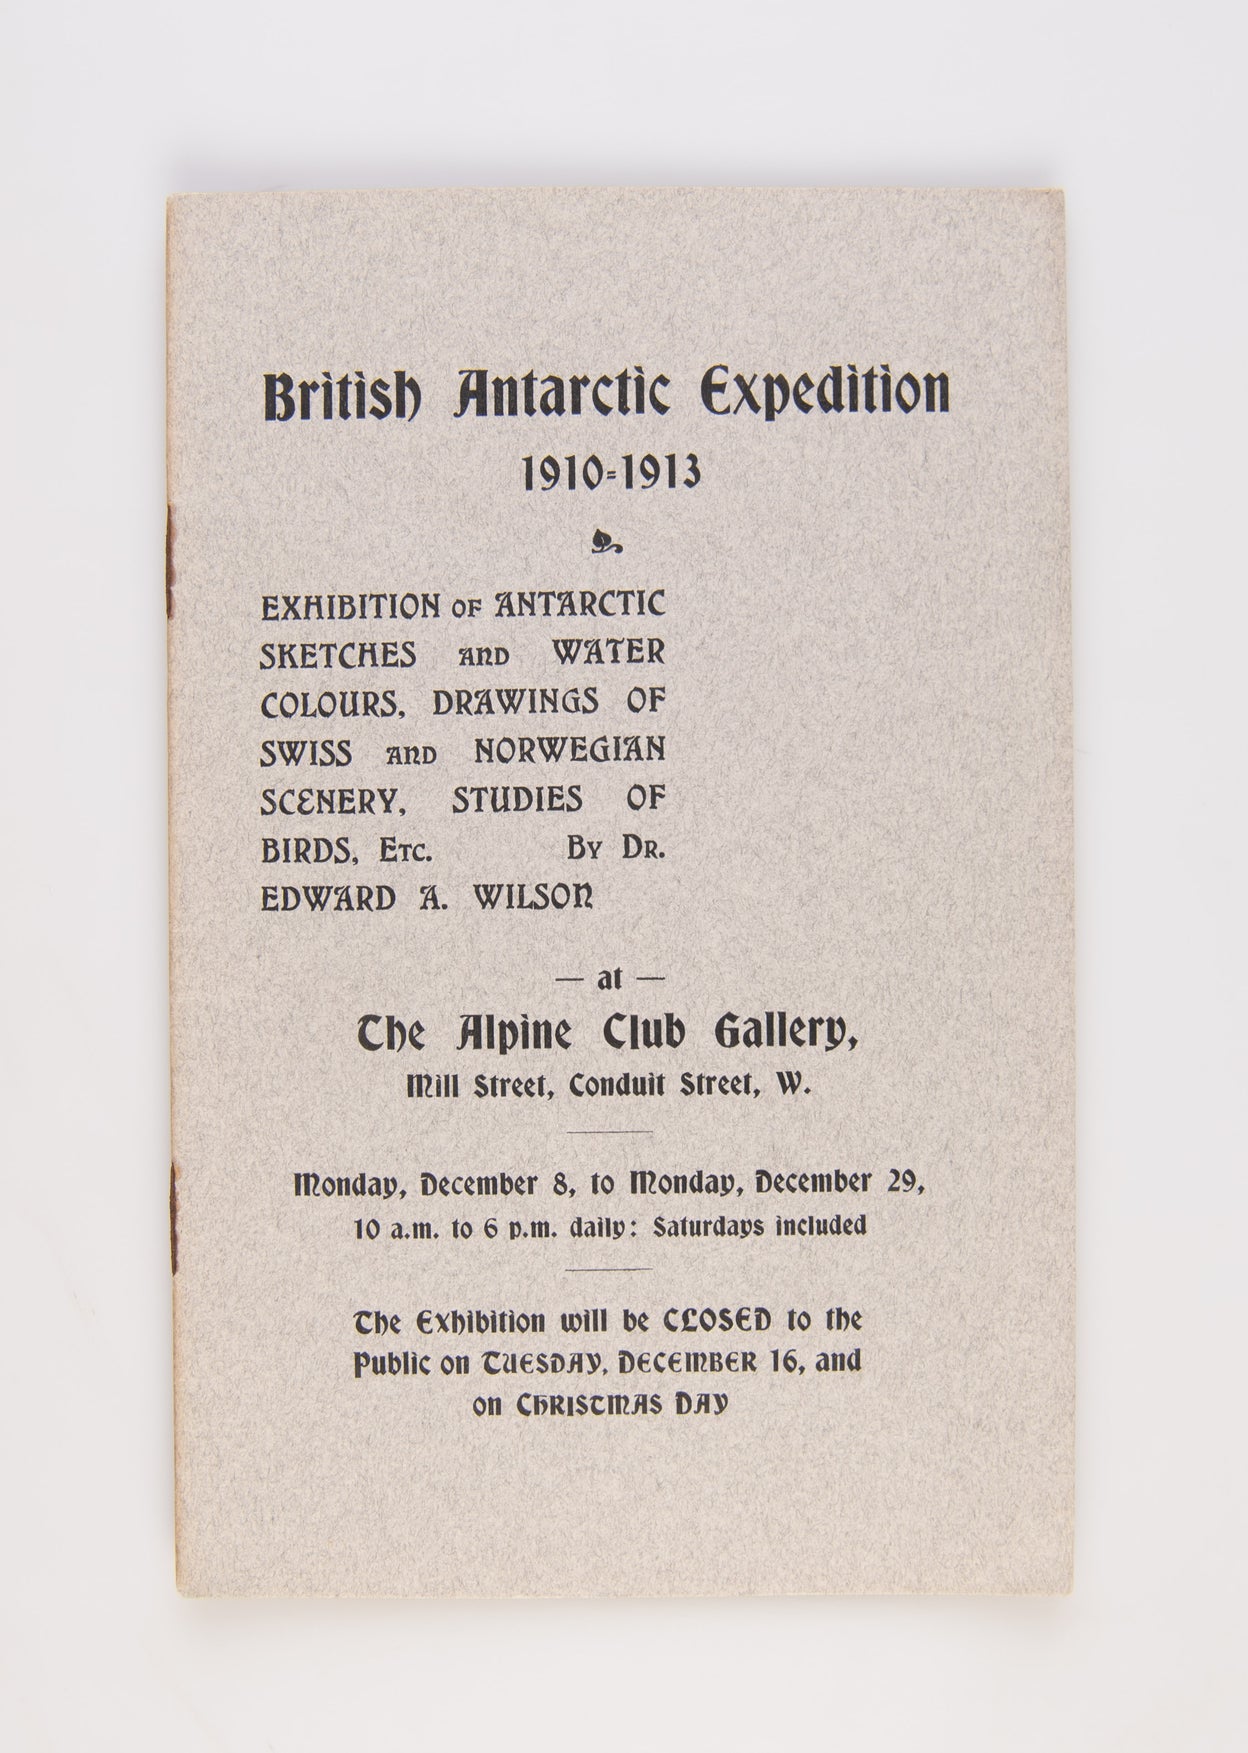 British Antarctic Expedition
1910-1913
EXHIBITION OF ANTARCTIC
SKETCHES AND WATER
COLOURS, DRAWINGS OF
SWISS AND NORWEGIAN
SCENERY, STUDIES OF
BIRDS, ETC. BY DR.
EDWARD A. WILSON
— at —
The Alpine Club Gallery,
Mill Street, Conduit Street, W.
Monday, December 8, to Monday, December 29,
10 a.m. to 6 p.m. daily: Saturdays included
The Exhibition will be CLOSED to the
Public on TUESDAY, DECEMBER 16, and
on CHRISTMAS DAY